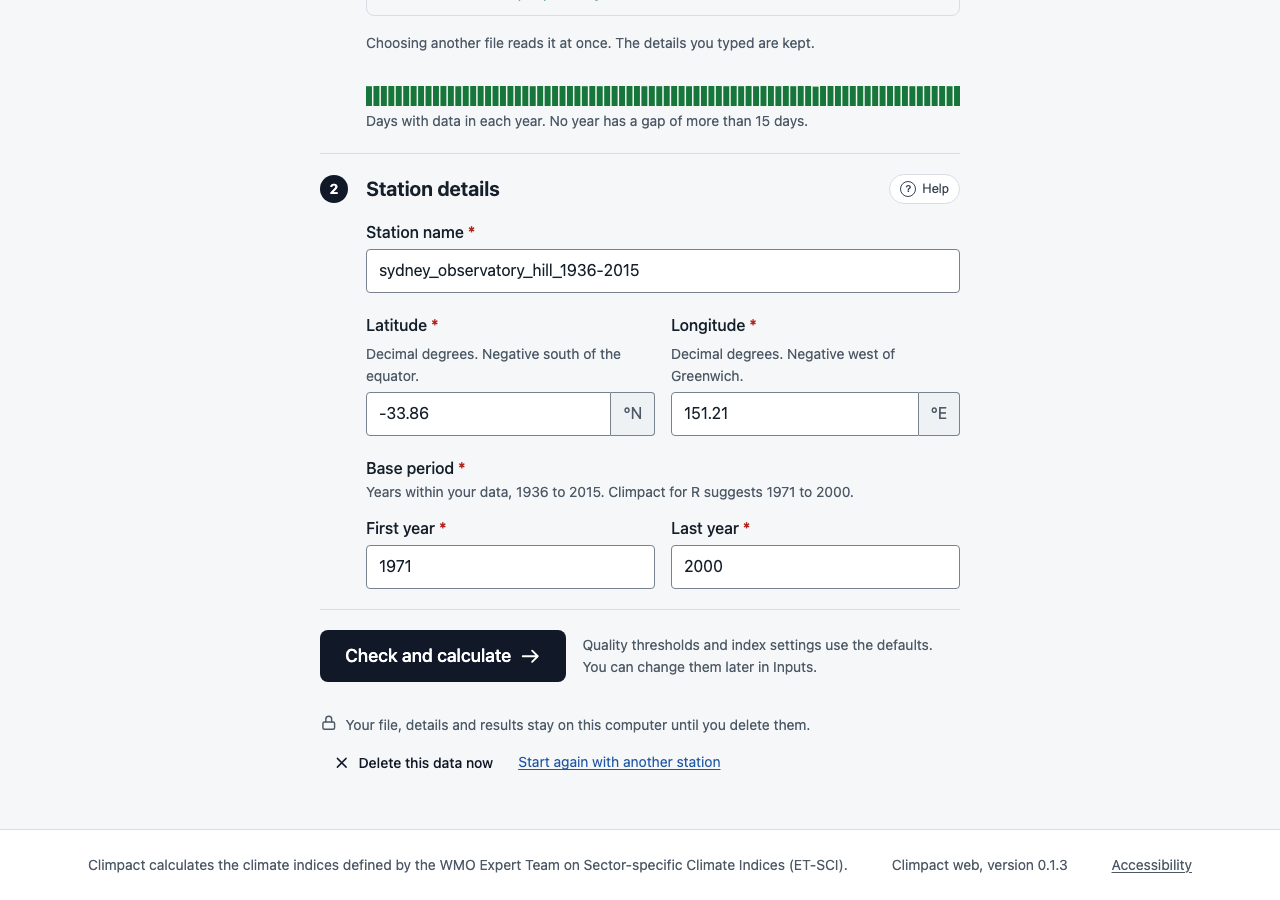 Choosing another file reads it at once. The details you typed are kept.
Days with data in each year. No year has a gap of more than 15 days.
2 Station details
? Help
Station name *
sydney_observatory_hill_1936-2015
Latitude *
Decimal degrees. Negative south of the
equator.
-33.86 °N
Longitude *
Decimal degrees. Negative west of
Greenwich.
151.21 °E
Base period *
Years within your data, 1936 to 2015. Climpact for R suggests 1971 to 2000.
First year *
1971
Last year *
2000
Check and calculate →
Quality thresholds and index settings use the defaults.
You can change them later in Inputs.
Your file, details and results stay on this computer until you delete them.
Delete this data now
Start again with another station
Climpact calculates the climate indices defined by the WMO Expert Team on Sector-specific Climate Indices (ET-SCI).
Climpact web, version 0.1.3
Accessibility